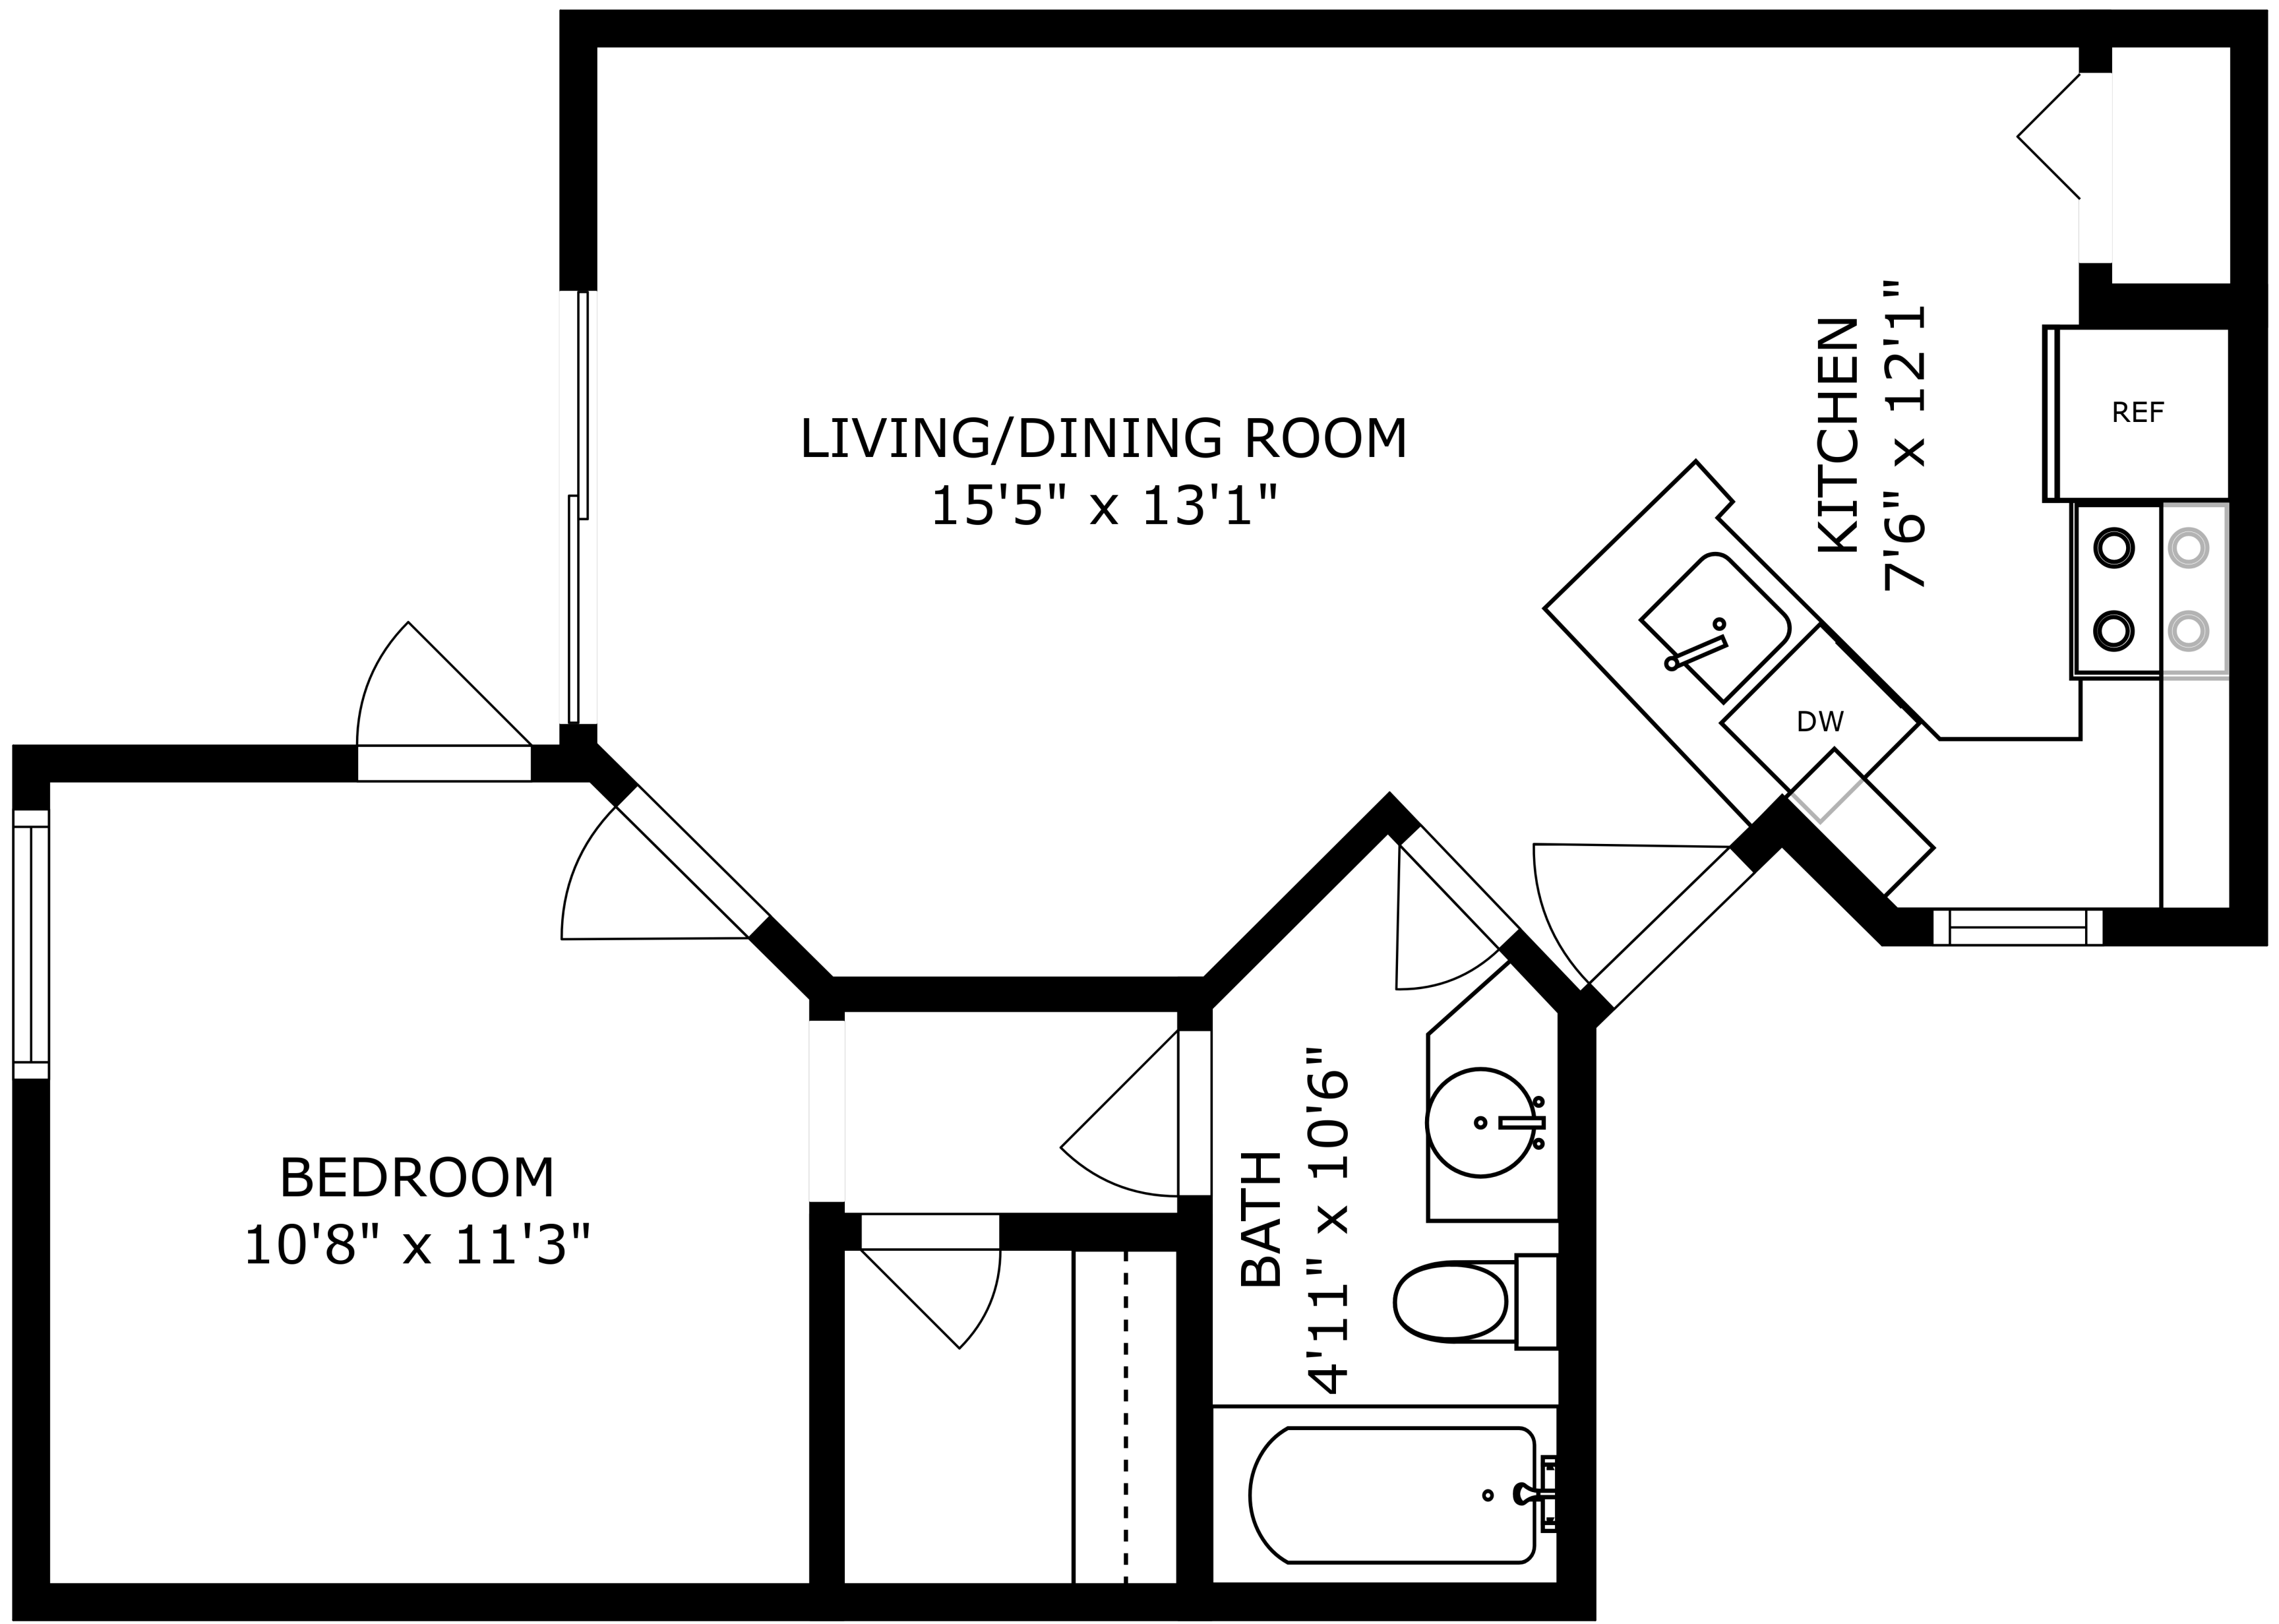 LIVING/DINING ROOM
15'5" x 13'1"
KITCHEN
7'6" x 12'1"
REF
DW
BEDROOM
10'8" x 11'3"
BATH
4'11" x 10'6"